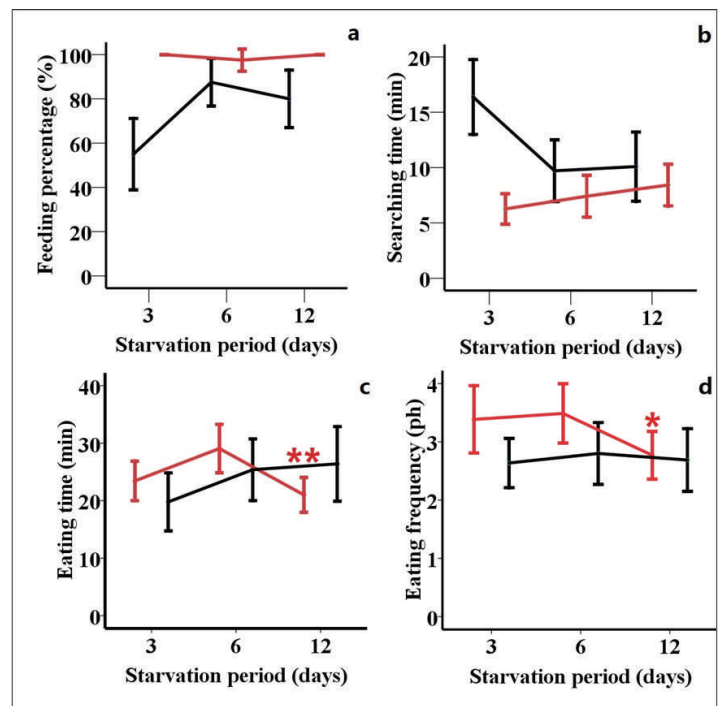 a
Feeding percentage (%)
100
80
60
40
20
0
3 6 12
Starvation period (days)
b
Searching time (min)
20
15
10
5
0
3 6 12
Starvation period (days)
c
Eating time (min)
40
30
20
10
0
**
3 6 12
Starvation period (days)
d
Eating frequency (ph)
4
3
2
1
0
*
3 6 12
Starvation period (days)